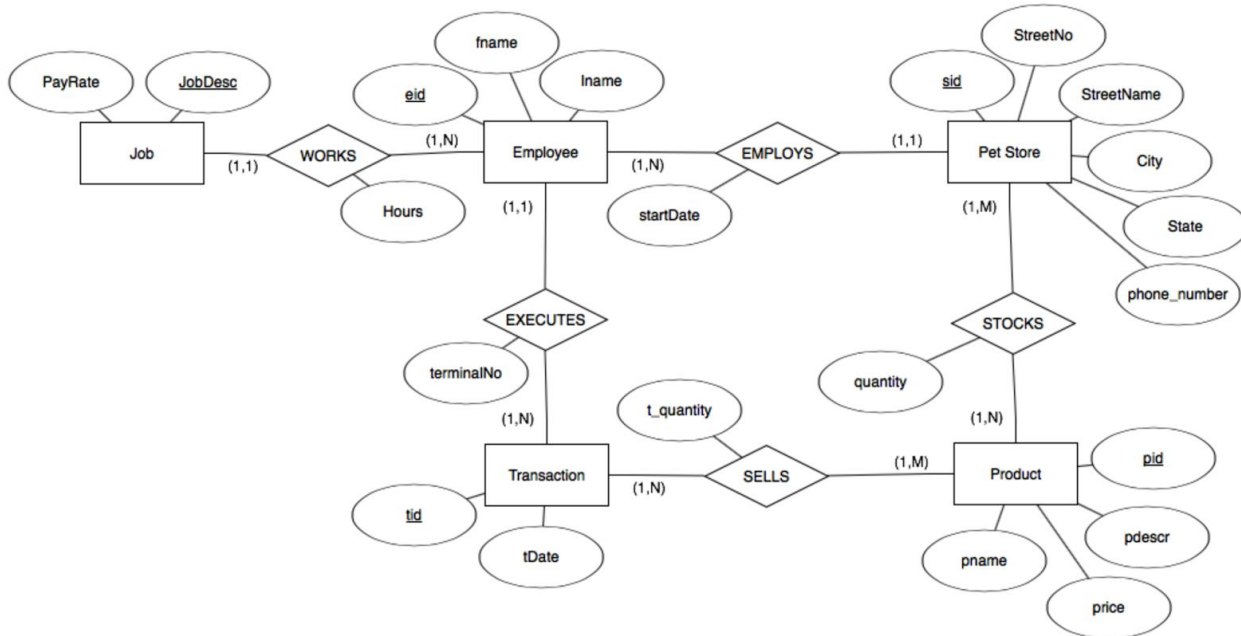 StreetNo
fname
PayRate
JobDesc
lname
sid
eid
StreetName
Job
(1,1)
WORKS
(1,N)
Employee
(1,N)
EMPLOYS
(1,1)
Pet Store
City
Hours
(1,1)
startDate
(1,M)
State
phone_number
EXECUTES
STOCKS
terminalNo
quantity
t_quantity
(1,N)
(1,N)
Transaction
(1,N)
SELLS
(1,M)
Product
pid
tid
tDate
pname
pdescr
price